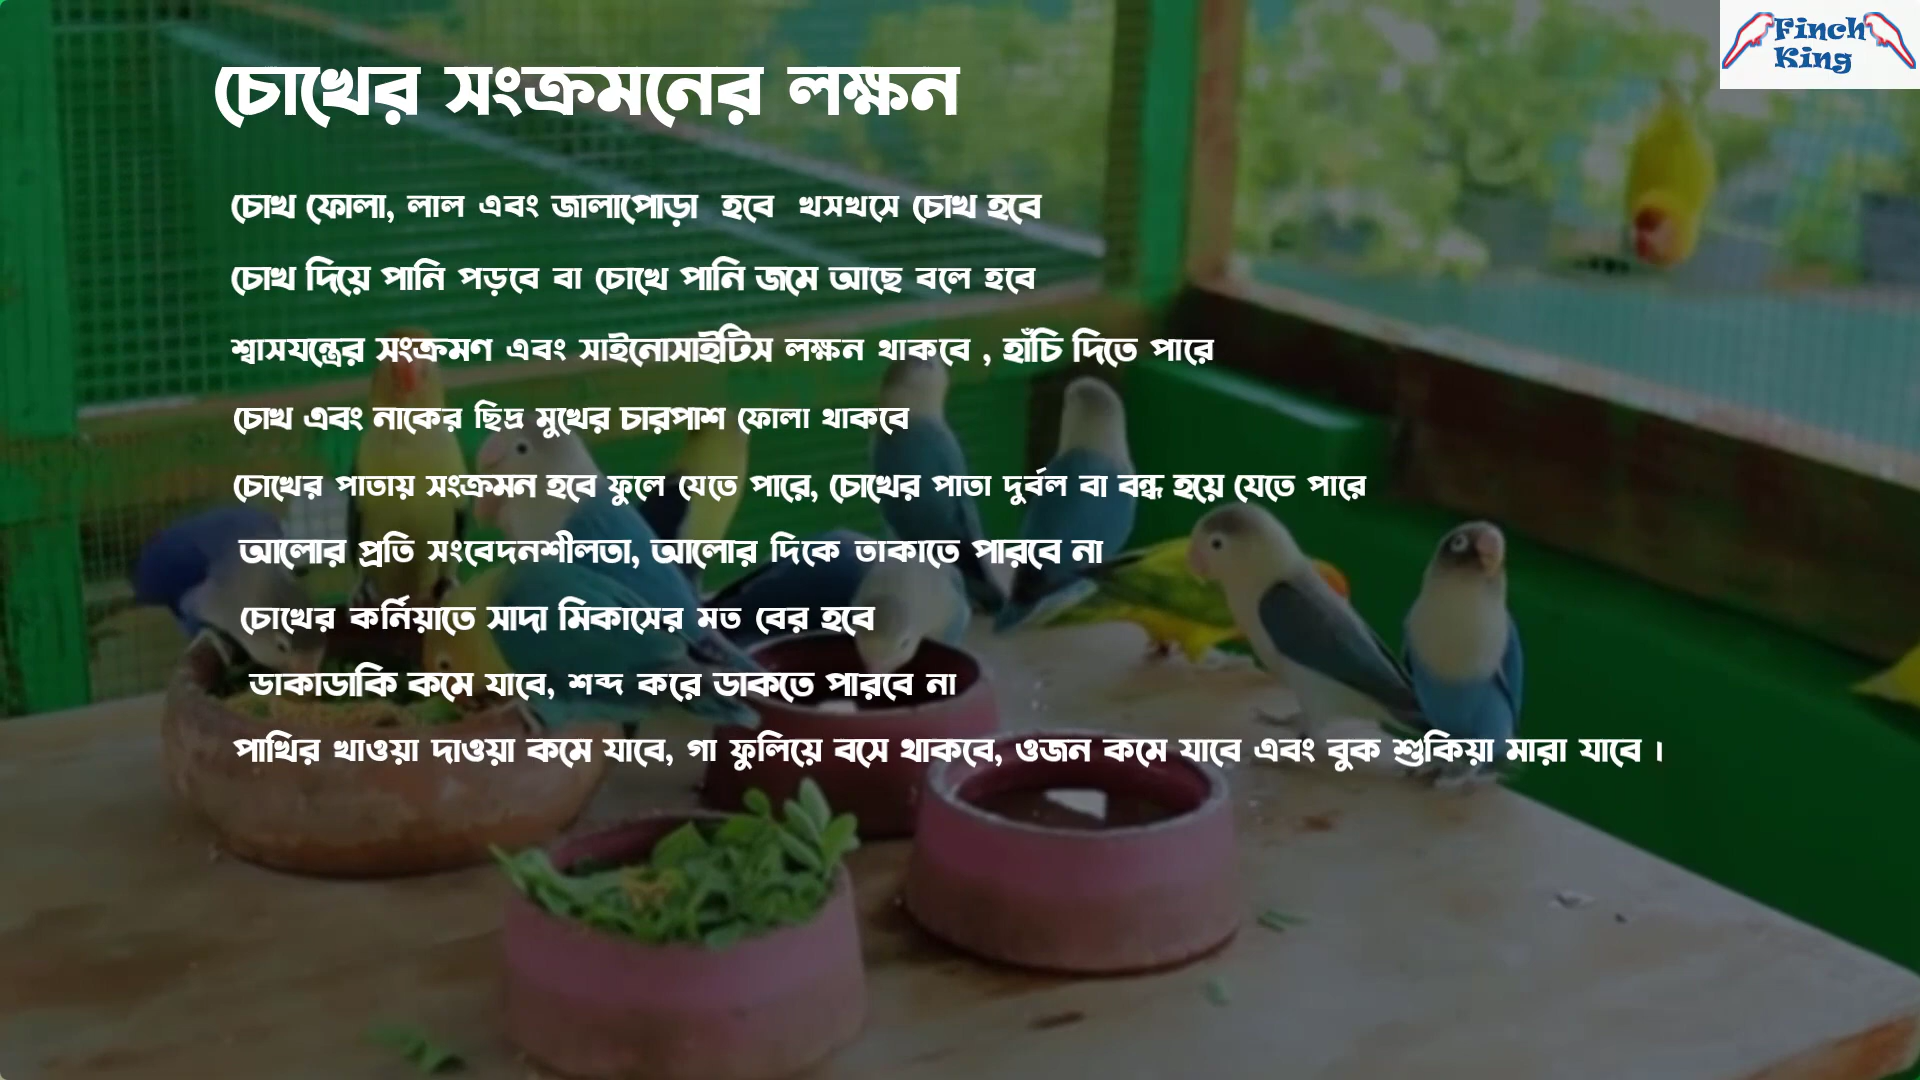 Finch
King
চোখের সংক্রমনের লক্ষন
চোখ ফোলা, লাল এবং জালাপোড়া হবে খসখসে চোখ হবে
চোখ দিয়ে পানি পড়বে বা চোখে পানি জমে আছে বলে হবে
শ্বাসযন্ত্রের সংক্রমণ এবং সাইনোসাইটিস লক্ষন থাকবে , হাঁচি দিতে পারে
চোখ এবং নাকের ছিদ্র মুখের চারপাশ ফোলা থাকবে
চোখের পাতায় সংক্রমন হবে ফুলে যেতে পারে, চোখের পাতা দুর্বল বা বন্ধ হয়ে যেতে পারে
আলোর প্রতি সংবেদনশীলতা, আলোর দিকে তাকাতে পারবে না
চোখের কর্নিয়াতে সাদা মিকাসের মত বের হবে
ডাকাডাকি কমে যাবে, শব্দ করে ডাকতে পারবে না
পাখির খাওয়া দাওয়া কমে যাবে, গা ফুলিয়ে বসে থাকবে, ওজন কমে যাবে এবং বুক শুকিয়া মারা যাবে ।